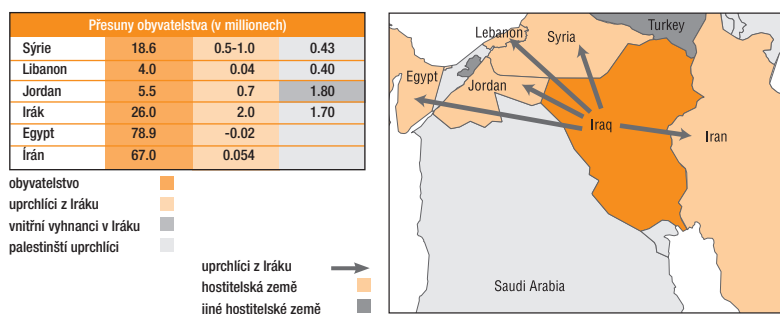 Přesuny obyvatelstva (v millionech)
Sýrie 18.6 0.5-1.0 0.43
Libanon 4.0 0.04 0.40
Jordan 5.5 0.7 1.80
Irák 26.0 2.0 1.70
Egypt 78.9 -0.02
Írán 67.0 0.054
obyvatelstvo
uprchlíci z Iráku
vnitřní vyhnanci v Iráku
palestinští uprchlíci
uprchlíci z Iráku
hostitelská země
jiné hostitelské země
Lebanon
Syria
Turkey
Egypt
Jordan
Iraq
Iran
Saudi Arabia